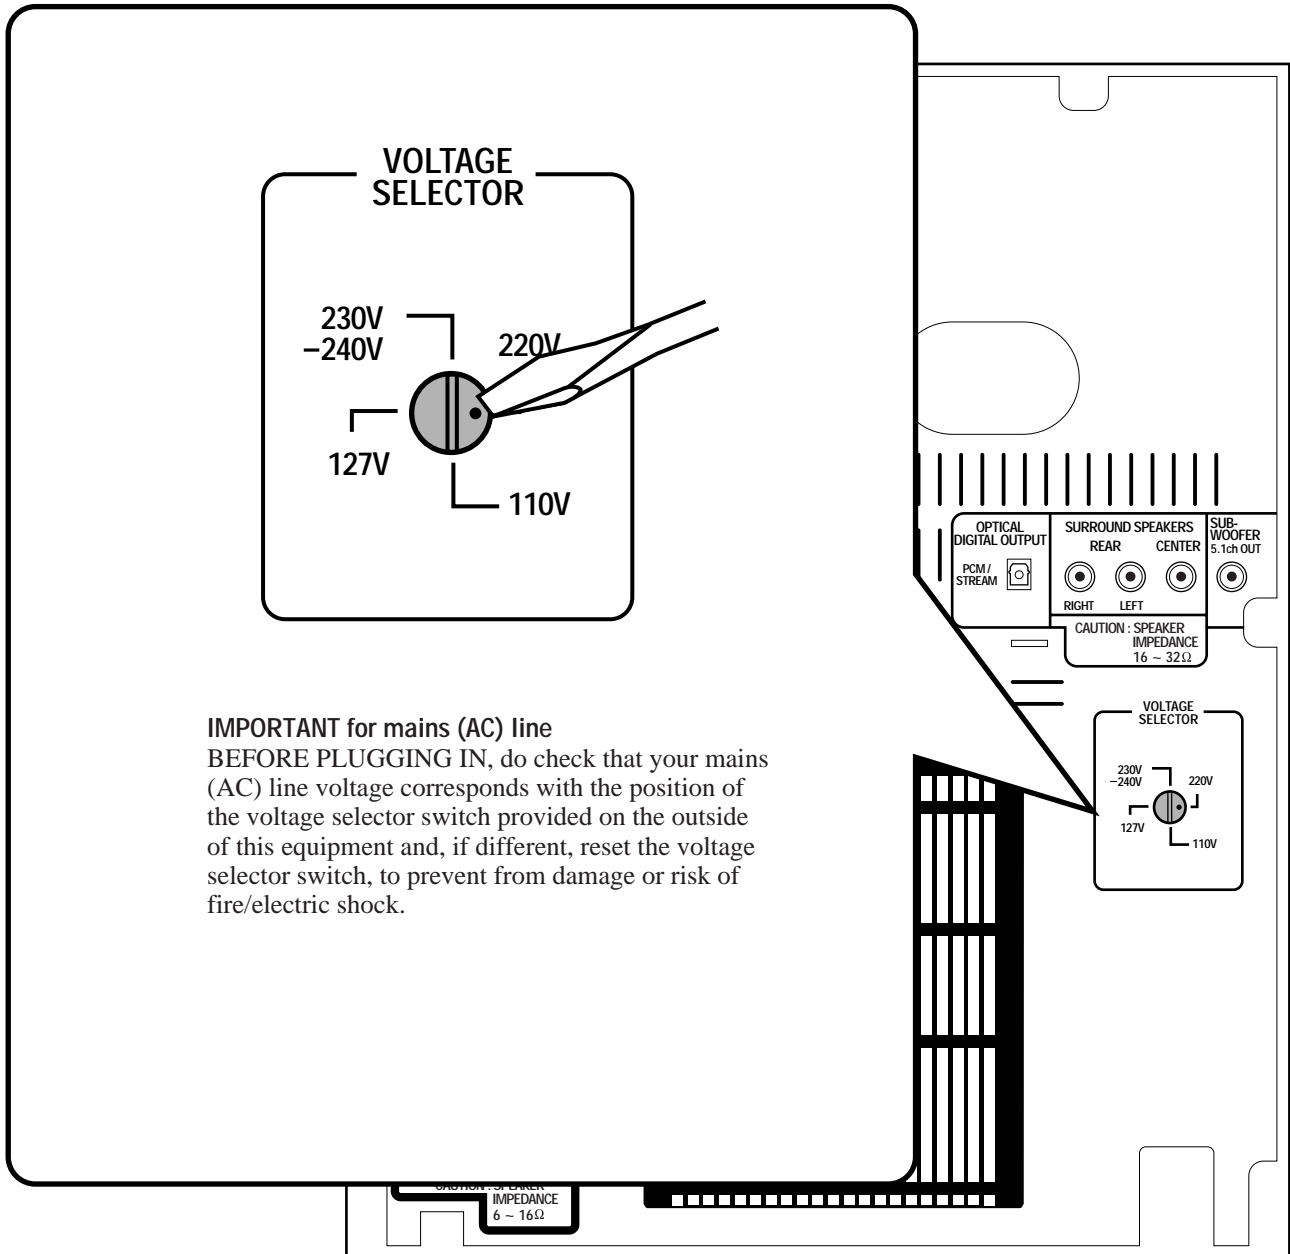 VOLTAGE
SELECTOR
230V
–240V
220V
127V
110V
IMPORTANT for mains (AC) line
BEFORE PLUGGING IN, do check that your mains
(AC) line voltage corresponds with the position of
the voltage selector switch provided on the outside
of this equipment and, if different, reset the voltage
selector switch, to prevent from damage or risk of
fire/electric shock.
OPTICAL
DIGITAL OUTPUT
PCM /
STREAM
SURROUND SPEAKERS
REAR
CENTER
RIGHT
LEFT
SUB-
WOOFER
5.1ch OUT
CAUTION : SPEAKER
IMPEDANCE
16 ~ 32Ω
VOLTAGE
SELECTOR
230V
–240V
220V
127V
110V
CAUTION : SPEAKER
IMPEDANCE
6 ~ 16Ω